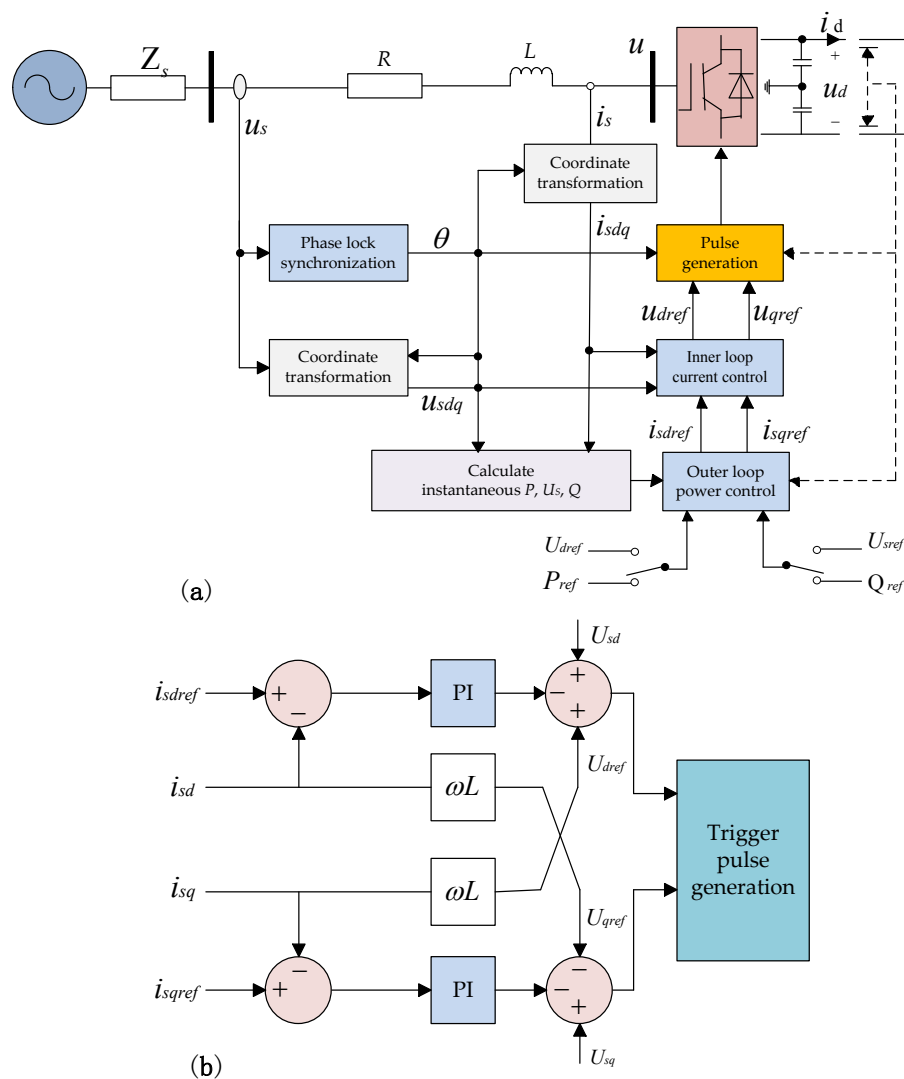 Z_s
R
L
u
i_d
+
u_d
−
u_s
i_s
Coordinate
transformation
i_sdq
Phase lock
synchronization
θ
Pulse
generation
u_dref
u_qref
Coordinate
transformation
u_sdq
Inner loop
current control
i_sdref
i_sqref
Calculate
instantaneous P, U_S, Q
Outer loop
power control
U_dref
P_ref
U_sref
Q_ref
(a)
U_sd
i_sdref
+
−
PI
−
+
+
i_sd
ωL
U_dref
Trigger
pulse
generation
i_sq
ωL
U_qref
i_sqref
+
−
PI
−
−
+
U_sq
(b)